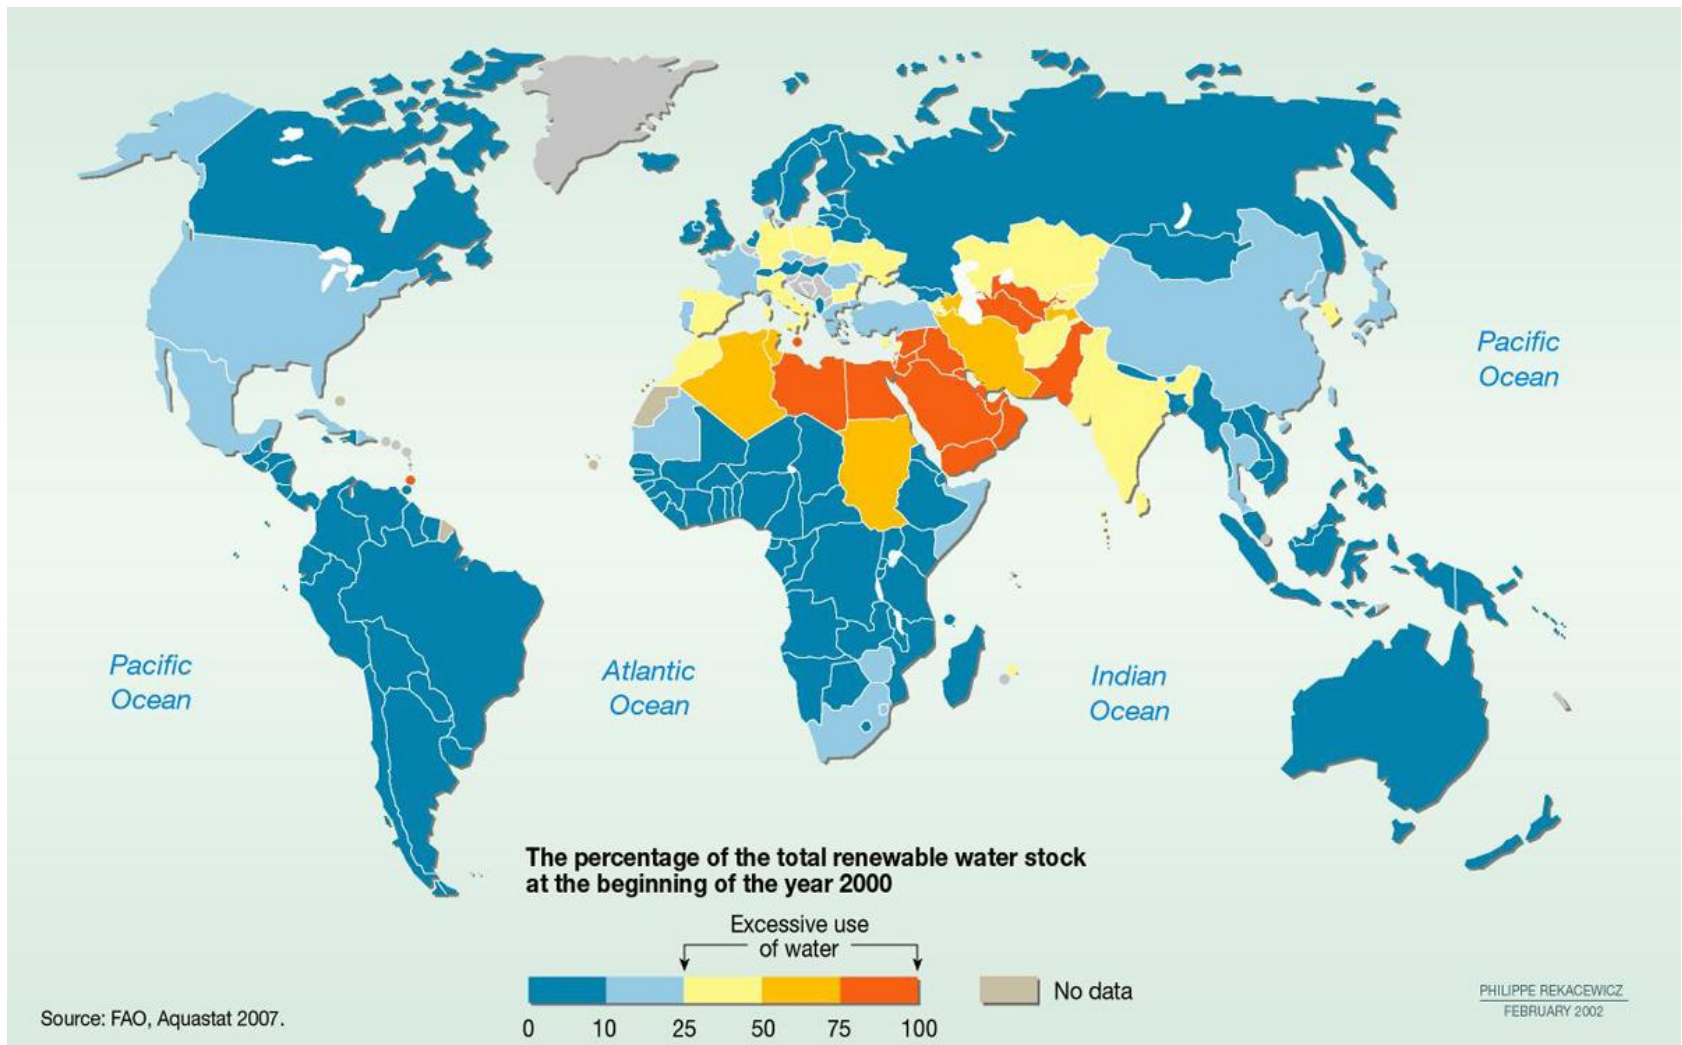 Pacific
Ocean
Pacific
Ocean
Atlantic
Ocean
Indian
Ocean
The percentage of the total renewable water stock
at the beginning of the year 2000
Excessive use
of water
No data
0 10 25 50 75 100
Source: FAO, Aquastat 2007.
PHILIPPE REKACEWICZ
FEBRUARY 2002